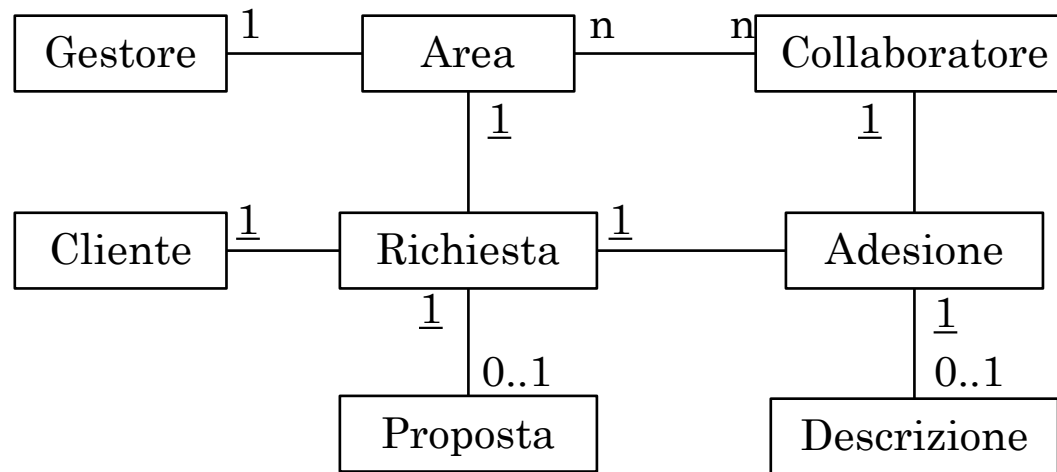 Gestore 1 Area n n Collaboratore
1 1
Cliente 1 Richiesta 1 Adesione
1 1
0..1 0..1
Proposta Descrizione